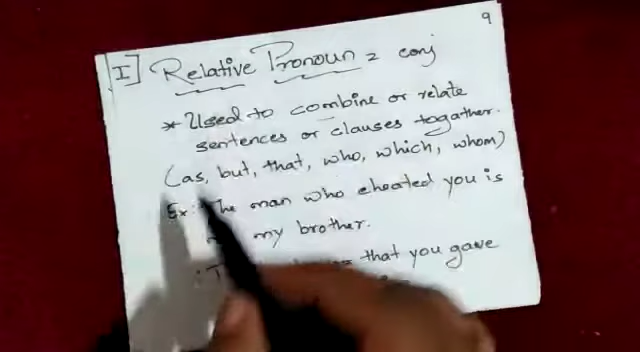 9
I] Relative Pronoun = conj
* Used to combine or relate
sentences or clauses togather.
(as, but, that, who, which, whom)
Ex: The man who cheated you is
my brother.
: T that you gave